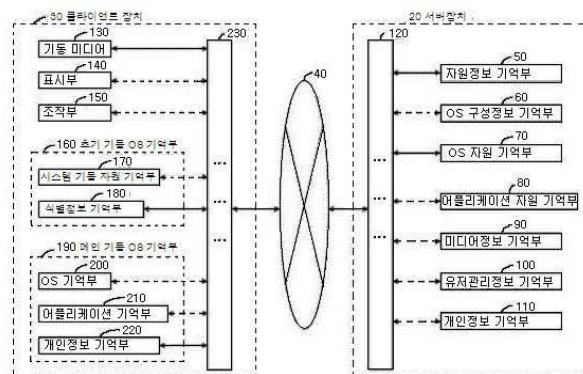 30 클라이언트 장치
130
기동 미디어
140
표시부
150
조작부
160 초기 기동 OS 기억부
170
시스템 기동 자원 기억부
180
식별정보 기억부
190 메인 기동 OS 기억부
200
OS 기억부
210
어플리케이션 기억부
220
개인정보 기억부
230
...
...
...
40
20 서버장치
120
...
...
50
자원정보 기억부
60
OS 구성정보 기억부
70
OS 자원 기억부
80
어플리케이션 자원 기억부
90
미디어정보 기억부
100
유저관리정보 기억부
110
개인정보 기억부